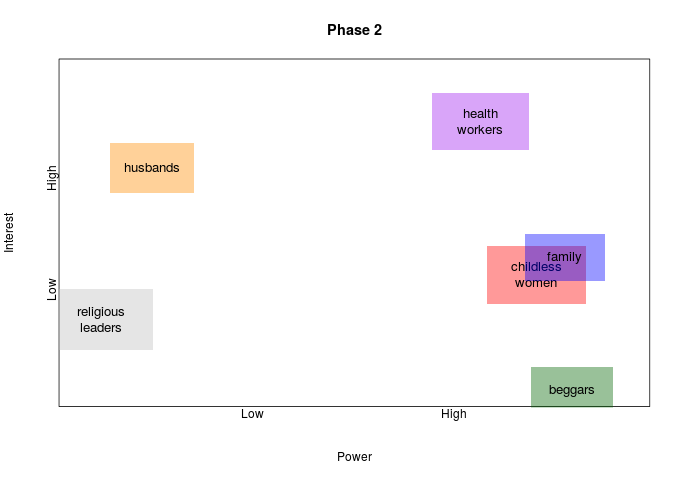 Phase 2
health
workers
husbands
High
Interest
family
childless
women
Low
religious
leaders
beggars
Low
High
Power